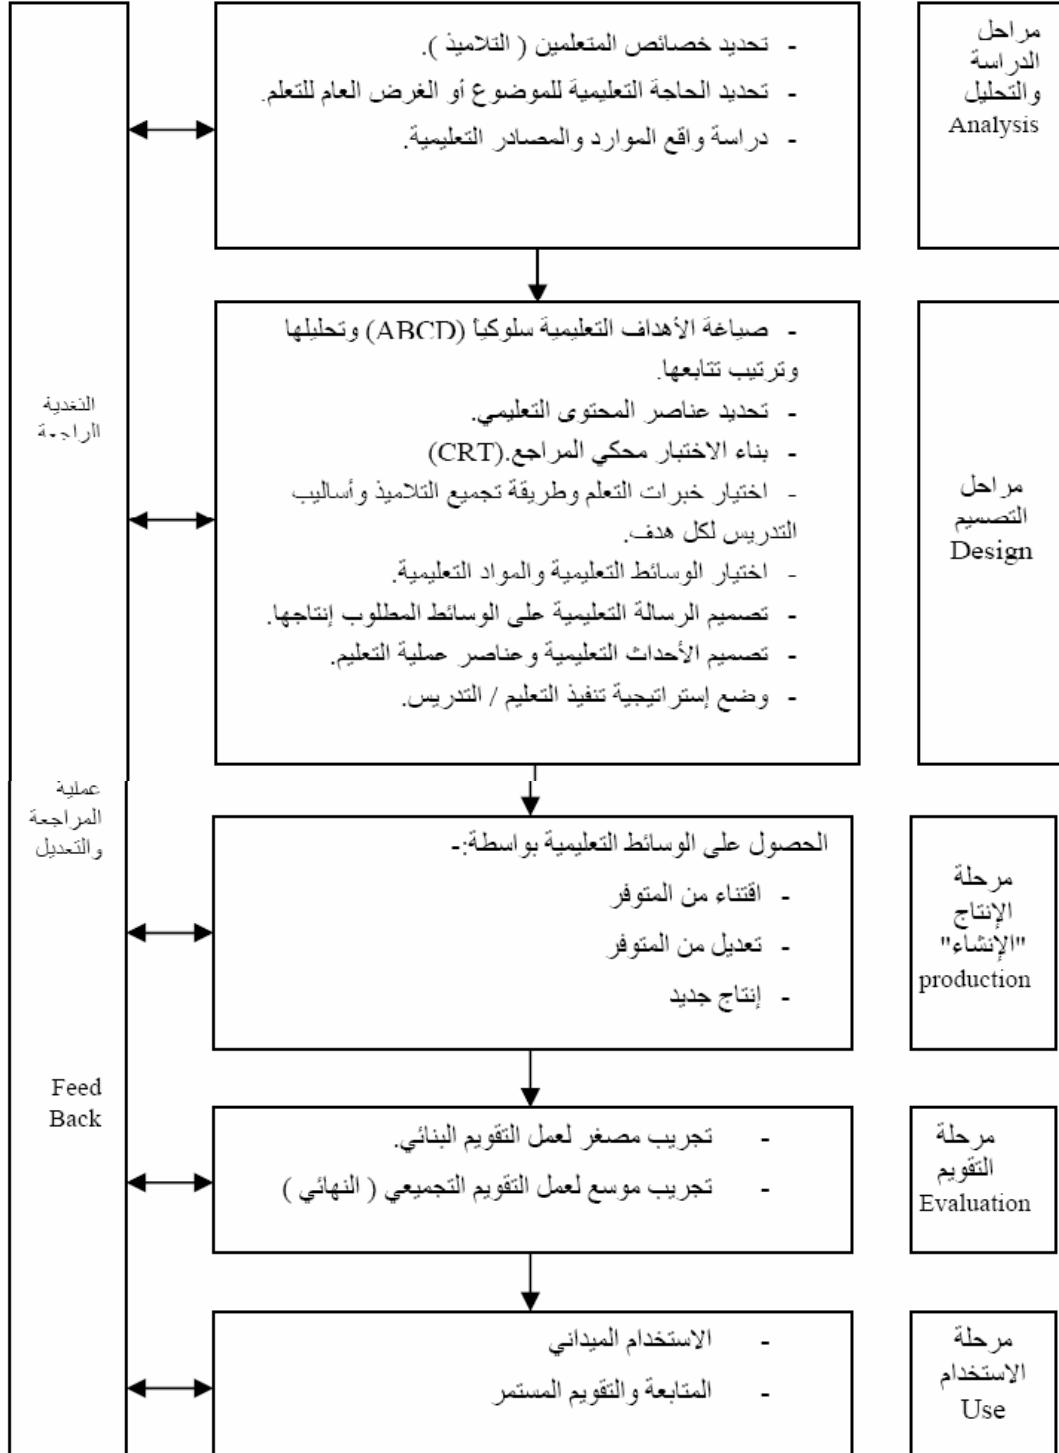 مراحل
الدراسة
والتحليل
Analysis
- تحديد خصائص المتعلمين ( التلاميذ ).
- تحديد الحاجة التعليمية للموضوع أو الغرض العام للتعلم.
- دراسة واقع الموارد والمصادر التعليمية.
مراحل
التصميم
Design
- صياغة الأهداف التعليمية سلوكياً (ABCD) وتحليلها
وترتيب تتابعها.
- تحديد عناصر المحتوى التعليمي.
- بناء الاختبار محكي المراجع.(CRT)
- اختيار خبرات التعلم وطريقة تجميع التلاميذ وأساليب
التدريس لكل هدف.
- اختيار الوسائط التعليمية والمواد التعليمية.
- تصميم الرسالة التعليمية على الوسائط المطلوب إنتاجها.
- تصميم الأحداث التعليمية وعناصر عملية التعليم.
- وضع إستراتيجية تنفيذ التعليم / التدريس.
مرحلة
الإنتاج
"الإنشاء"
production
الحصول على الوسائط التعليمية بواسطة:-
- اقتناء من المتوفر
- تعديل من المتوفر
- إنتاج جديد
مرحلة
التقويم
Evaluation
- تجريب مصغر لعمل التقويم البنائي.
- تجريب موسع لعمل التقويم التجميعي ( النهائي )
مرحلة
الاستخدام
Use
- الاستخدام الميداني
- المتابعة والتقويم المستمر
التغذية
الراجعة
عملية
المراجعة
والتعديل
Feed
Back